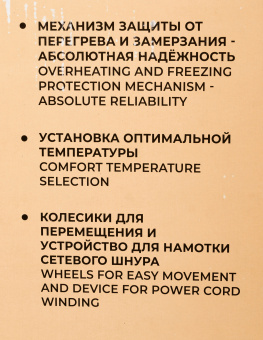 • МЕХАНИЗМ ЗАЩИТЫ ОТ
ПЕРЕГРЕВА И ЗАМЕРЗАНИЯ -
АБСОЛЮТНАЯ НАДЁЖНОСТЬ
OVERHEATING AND FREEZING
PROTECTION MECHANISM -
ABSOLUTE RELIABILITY
• УСТАНОВКА ОПТИМАЛЬНОЙ
ТЕМПЕРАТУРЫ
COMFORT TEMPERATURE
SELECTION
• КОЛЕСИКИ ДЛЯ
ПЕРЕМЕЩЕНИЯ И
УСТРОЙСТВО ДЛЯ НАМОТКИ
СЕТЕВОГО ШНУРА
WHEELS FOR EASY MOVEMENT
AND DEVICE FOR POWER CORD
WINDING